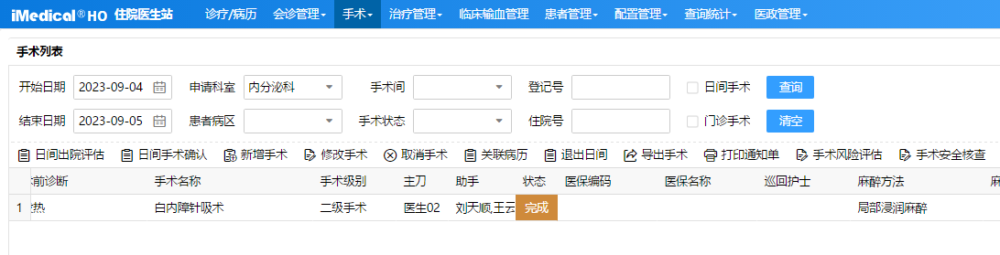 iMedical®HO 住院医生站 诊疗/病历 会诊管理 手术 治疗管理 临床输血管理 患者管理 配置管理 查询统计 医政管理
手术列表
开始日期 2023-09-04 申请科室 内分泌科 手术间 登记号 日间手术 查询
结束日期 2023-09-05 患者病区 手术状态 住院号 门诊手术 清空
日间出院评估 日间手术确认 新增手术 修改手术 取消手术 关联病历 退出日间 导出手术 打印通知单 手术风险评估 手术安全核查
前诊断 手术名称 手术级别 主刀 助手 状态 医保编码 医保名称 巡回护士 麻醉方法
1 热 白内障针吸术 二级手术 医生02 刘天顺,王云 完成 局部浸润麻醉